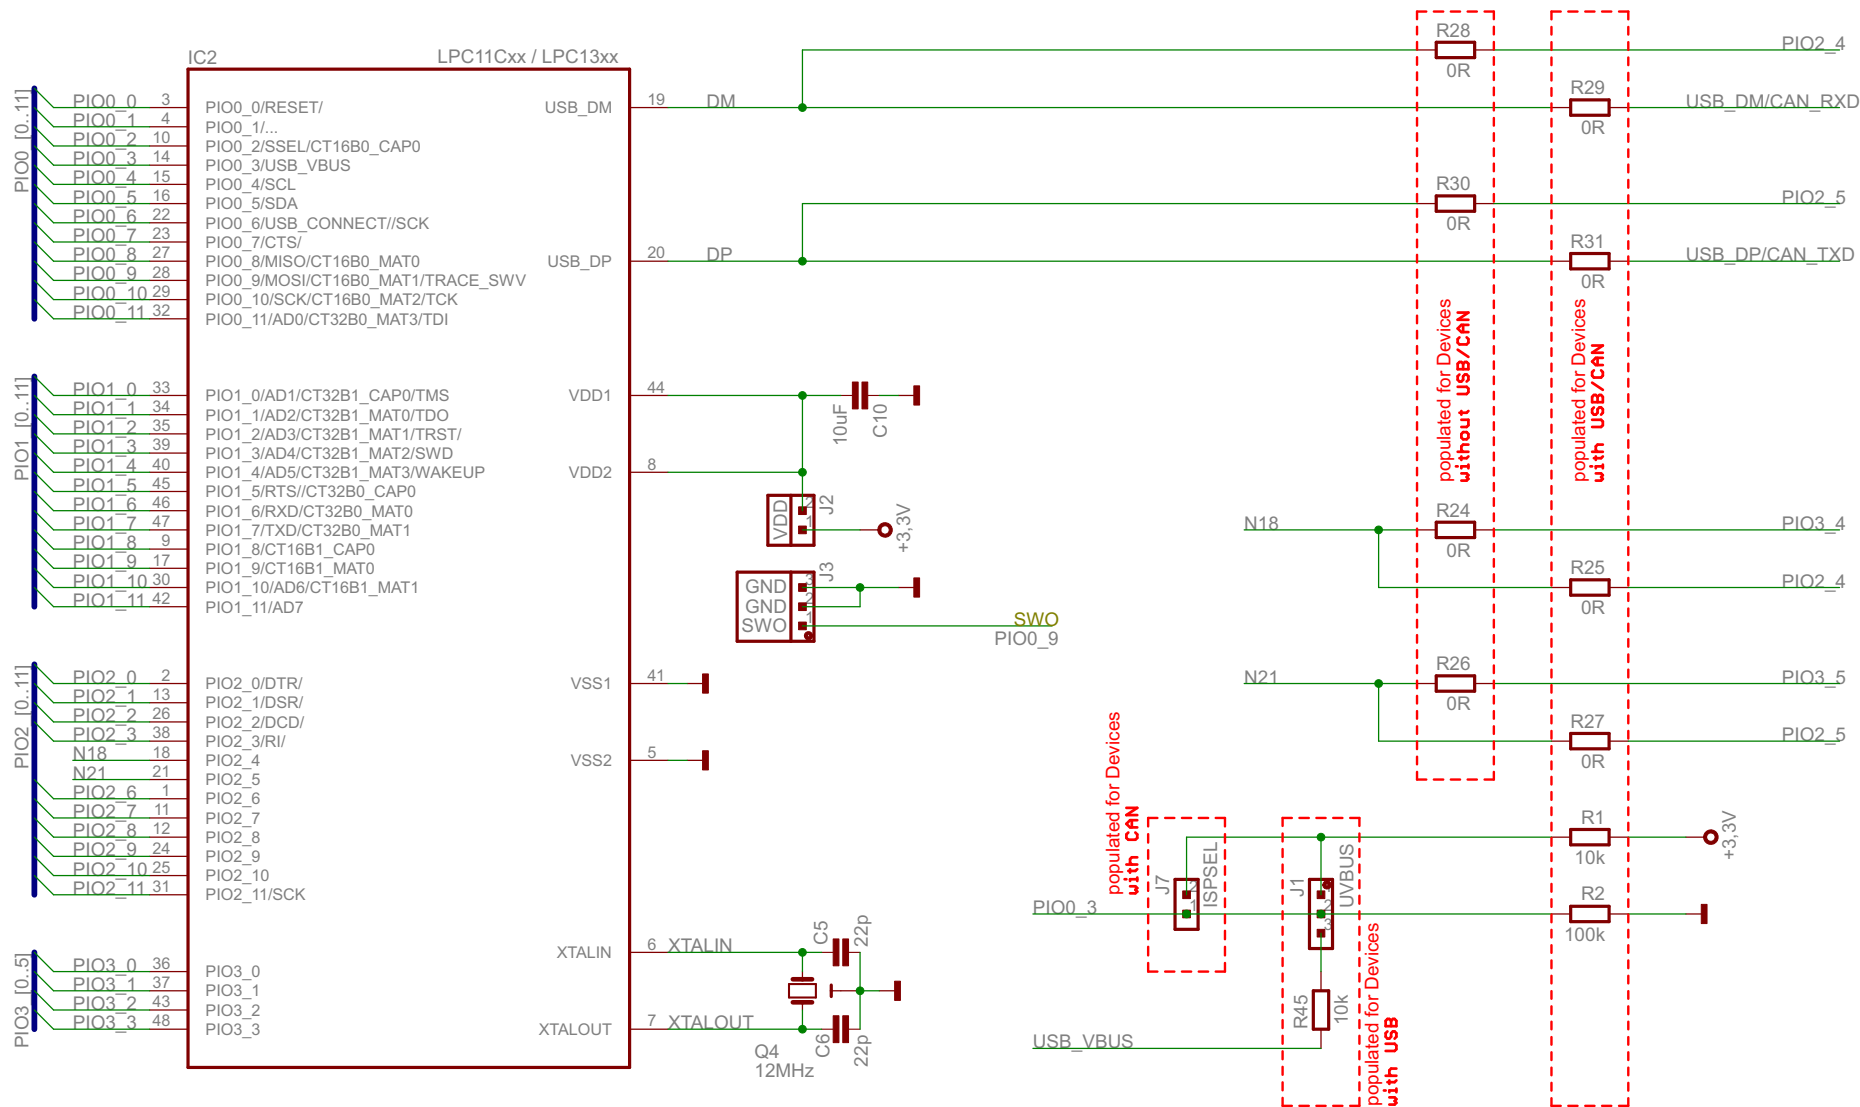 IC2
LPC11Cxx / LPC13xx
PIO0_[0..11]
PIO0_0 3 PIO0_0/RESET/
PIO0_1 4 PIO0_1/...
PIO0_2 10 PIO0_2/SSEL/CT16B0_CAP0
PIO0_3 14 PIO0_3/USB_VBUS
PIO0_4 15 PIO0_4/SCL
PIO0_5 16 PIO0_5/SDA
PIO0_6 22 PIO0_6/USB_CONNECT//SCK
PIO0_7 23 PIO0_7/CTS/
PIO0_8 27 PIO0_8/MISO/CT16B0_MAT0
PIO0_9 28 PIO0_9/MOSI/CT16B0_MAT1/TRACE_SWV
PIO0_10 29 PIO0_10/SCK/CT16B0_MAT2/TCK
PIO0_11 32 PIO0_11/AD0/CT32B0_MAT3/TDI
PIO1_[0..11]
PIO1_0 33 PIO1_0/AD1/CT32B1_CAP0/TMS
PIO1_1 34 PIO1_1/AD2/CT32B1_MAT0/TDO
PIO1_2 35 PIO1_2/AD3/CT32B1_MAT1/TRST/
PIO1_3 39 PIO1_3/AD4/CT32B1_MAT2/SWD
PIO1_4 40 PIO1_4/AD5/CT32B1_MAT3/WAKEUP
PIO1_5 45 PIO1_5/RTS//CT32B0_CAP0
PIO1_6 46 PIO1_6/RXD/CT32B0_MAT0
PIO1_7 47 PIO1_7/TXD/CT32B0_MAT1
PIO1_8 9 PIO1_8/CT16B1_CAP0
PIO1_9 17 PIO1_9/CT16B1_MAT0
PIO1_10 30 PIO1_10/AD6/CT16B1_MAT1
PIO1_11 42 PIO1_11/AD7
PIO2_[0..11]
PIO2_0 2 PIO2_0/DTR/
PIO2_1 13 PIO2_1/DSR/
PIO2_2 26 PIO2_2/DCD/
PIO2_3 38 PIO2_3/RI/
N18 18 PIO2_4
N21 21 PIO2_5
PIO2_6 1 PIO2_6
PIO2_7 11 PIO2_7
PIO2_8 12 PIO2_8
PIO2_9 24 PIO2_9
PIO2_10 25 PIO2_10
PIO2_11 31 PIO2_11/SCK
PIO3_[0..5]
PIO3_0 36 PIO3_0
PIO3_1 37 PIO3_1
PIO3_2 43 PIO3_2
PIO3_3 48 PIO3_3
USB_DM 19 DM
USB_DP 20 DP
VDD1 44
10uF
C10
VDD2 8
VDD
2
1
J2
+3,3V
J3
GND 3
GND 2
SWO 1
SWO
PIO0_9
VSS1 41
VSS2 5
XTALIN 6 XTALIN
C5
22p
XTALOUT 7 XTALOUT
C6
22p
Q4
12MHz
R28
0R
PIO2_4
R29
0R
USB_DM/CAN_RXD
R30
0R
PIO2_5
R31
0R
USB_DP/CAN_TXD
populated for Devices
without USB/CAN
populated for Devices
with USB/CAN
N18
R24
0R
PIO3_4
R25
0R
PIO2_4
N21
R26
0R
PIO3_5
R27
0R
PIO2_5
populated for Devices
with CAN
J7
2
1
ISPSEL
J1
1
2
3
UVBUS
R1
10k
+3,3V
PIO0_3
R2
100k
R45
10k
USB_VBUS
populated for Devices
with USB